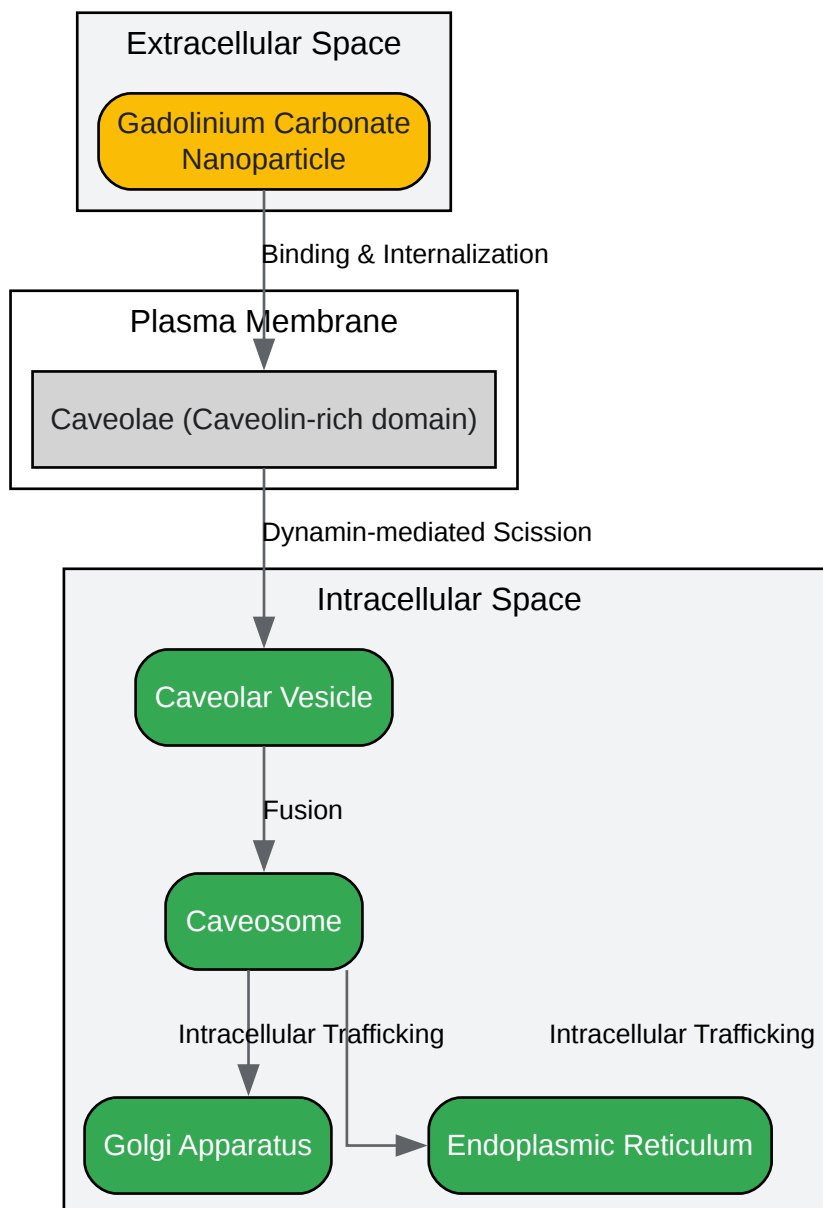 Extracellular Space
Gadolinium Carbonate
Nanoparticle
Binding & Internalization
Plasma Membrane
Caveolae (Caveolin-rich domain)
Dynamin-mediated Scission
Intracellular Space
Caveolar Vesicle
Fusion
Caveosome
Intracellular Trafficking
Intracellular Trafficking
Golgi Apparatus
Endoplasmic Reticulum